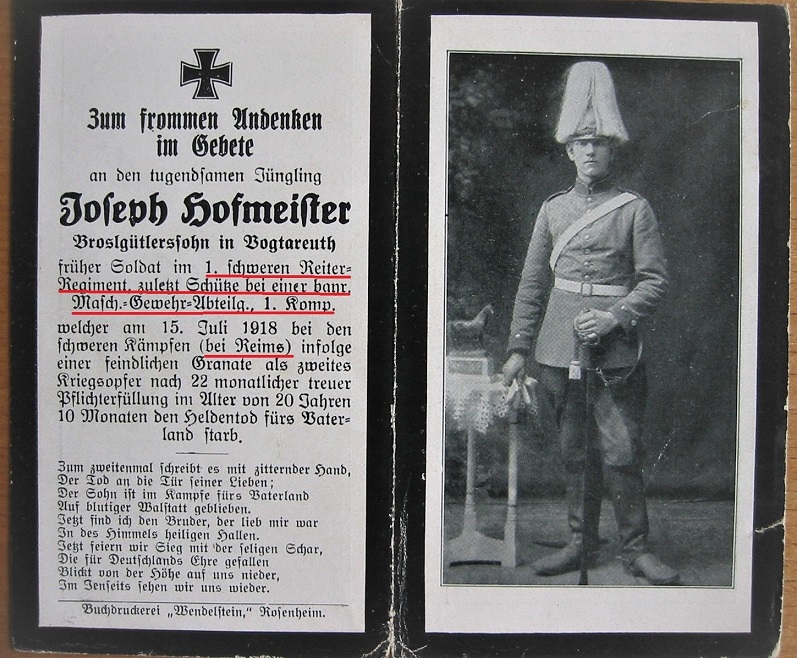 Zum frommen Andenken
im Gebete
an den tugendsamen Jüngling
Joseph Hofmeister
Broslgütlerssohn in Vogtareuth
früher Soldat im 1. schweren Reiter-
Regiment, zuletzt Schütze bei einer bayr.
Masch.-Gewehr-Abteilg., 1. Komp.
welcher am 15. Juli 1918 bei den
schweren Kämpfen (bei Reims) infolge
einer feindlichen Granate als zweites
Kriegsopfer nach 22 monatlicher treuer
Pflichterfüllung im Alter von 20 Jahren
10 Monaten den Heldentod fürs Vater-
land starb.
Zum zweitenmal schreibt es mit zitternder Hand,
Der Tod an die Tür seiner Lieben;
Der Sohn ist im Kampfe fürs Vaterland
Auf blutiger Walstatt geblieben.
Jetzt find ich den Bruder, der lieb mir war
In des Himmels heiligen Hallen.
Jetzt feiern wir Sieg mit der seligen Schar,
Die für Deutschlands Ehre gefallen
Blickt von der Höhe auf uns nieder,
Im Jenseits sehen wir uns wieder.
Buchdruckerei „Wendelstein,“ Rosenheim.